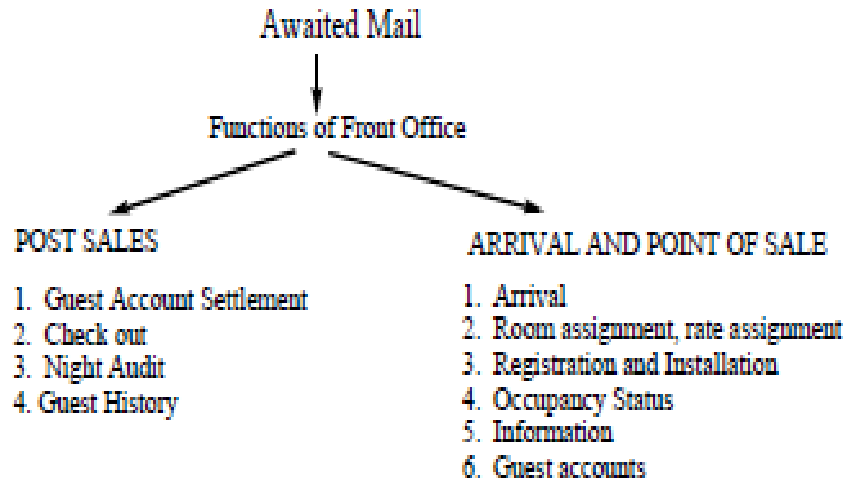 Awaited Mail
Functions of Front Office
POST SALES
1. Guest Account Settlement
2. Check out
3. Night Audit
4. Guest History
ARRIVAL AND POINT OF SALE
1. Arrival
2. Room assignment, rate assignment
3. Registration and Installation
4. Occupancy Status
5. Information
6. Guest accounts